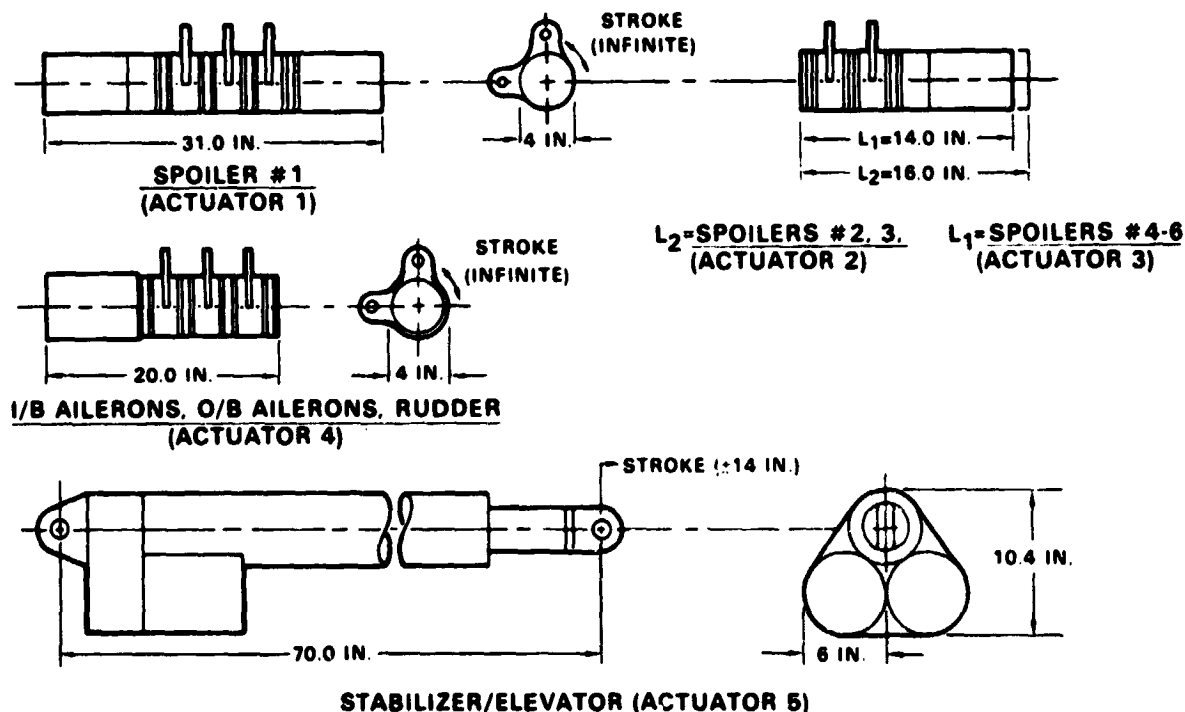 STROKE
(INFINITE)
31.0 IN.
4 IN.
L₁=14.0 IN.
L₂=16.0 IN.
SPOILER #1
(ACTUATOR 1)
L₂=SPOILERS #2, 3.
(ACTUATOR 2)
L₁=SPOILERS #4-6
(ACTUATOR 3)
STROKE
(INFINITE)
20.0 IN.
4 IN.
I/B AILERONS, O/B AILERONS, RUDDER
(ACTUATOR 4)
STROKE (±14 IN.)
10.4 IN.
70.0 IN.
6 IN.
STABILIZER/ELEVATOR (ACTUATOR 5)